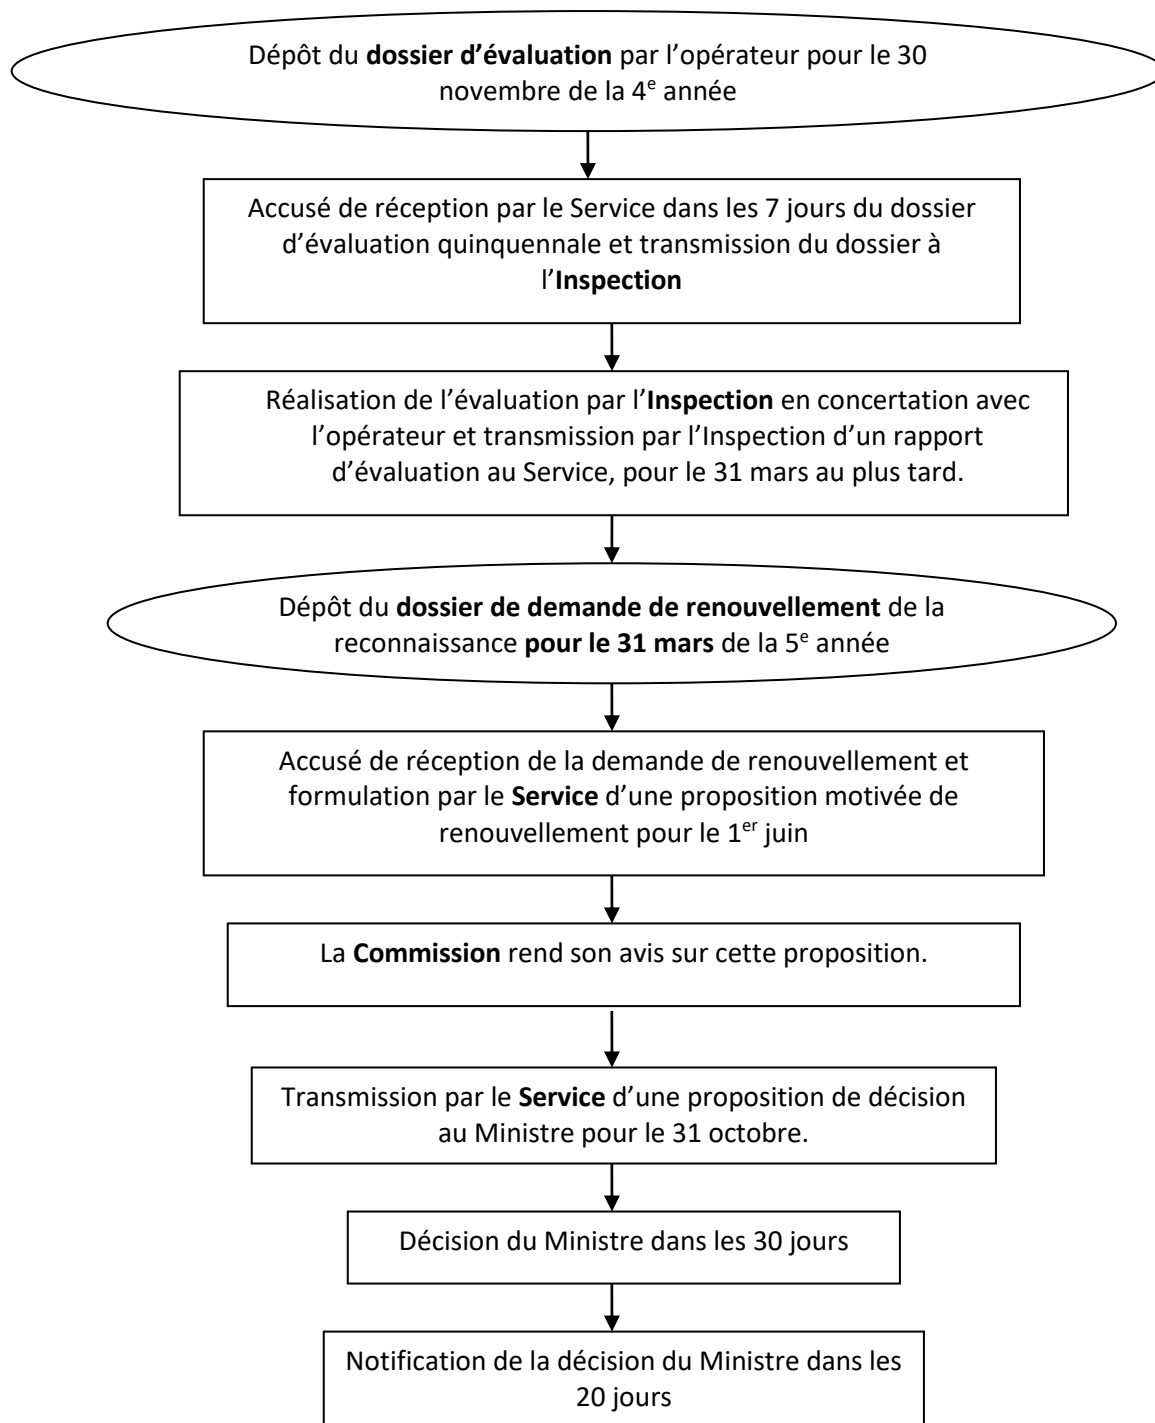 Dépôt du dossier d’évaluation par l’opérateur pour le 30
novembre de la 4e année
Accusé de réception par le Service dans les 7 jours du dossier
d’évaluation quinquennale et transmission du dossier à
l’Inspection
Réalisation de l’évaluation par l’Inspection en concertation avec
l’opérateur et transmission par l’Inspection d’un rapport
d’évaluation au Service, pour le 31 mars au plus tard.
Dépôt du dossier de demande de renouvellement de la
reconnaissance pour le 31 mars de la 5e année
Accusé de réception de la demande de renouvellement et
formulation par le Service d’une proposition motivée de
renouvellement pour le 1er juin
La Commission rend son avis sur cette proposition.
Transmission par le Service d’une proposition de décision
au Ministre pour le 31 octobre.
Décision du Ministre dans les 30 jours
Notification de la décision du Ministre dans les
20 jours